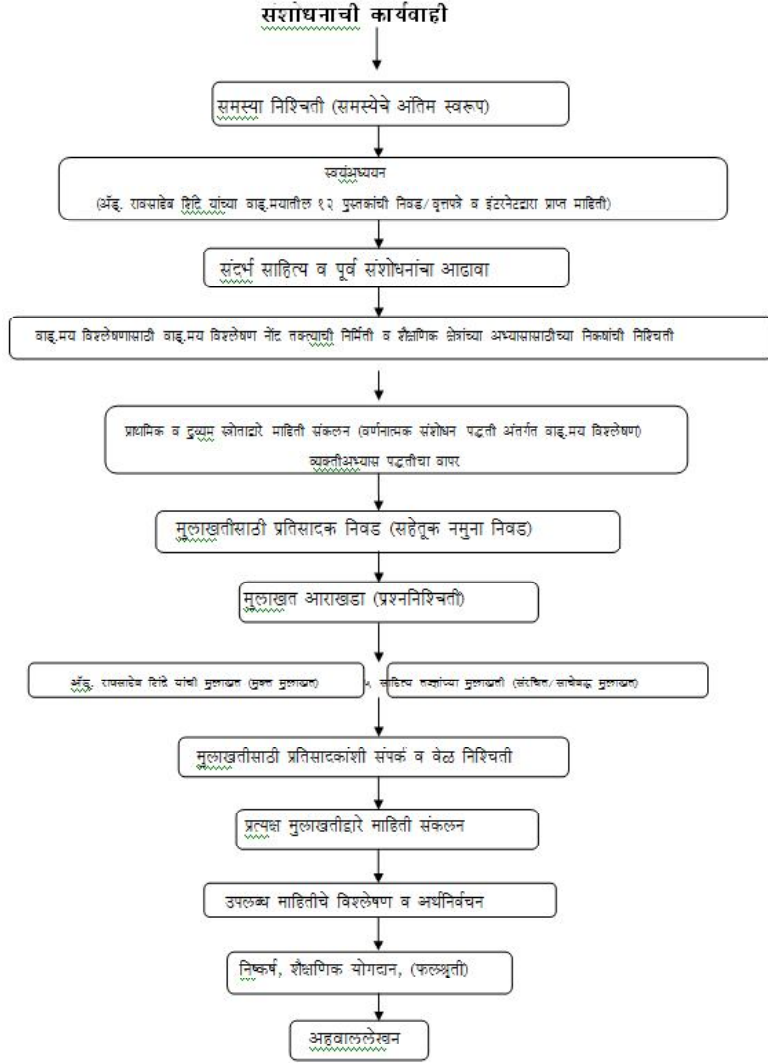 संशोधनाची कार्यवाही
समस्या निश्चिती (समस्येचे अंतिम स्वरूप)
स्वयंअध्ययन
(ॲड्. रावसाहेब शिंदे यांच्या वाङ्.मयातील १२ पुस्तकांची निवड/वृत्तपत्रे व इंटरनेटद्वारा प्राप्त माहिती)
संदर्भ साहित्य व पूर्व संशोधनांचा आढावा
वाङ्.मय विश्लेषणासाठी वाङ्.मय विश्लेषण नोंद तक्त्याची निर्मिती व शैक्षणिक क्षेत्रांच्या अभ्यासासाठीच्या निकषांची निश्चिती
प्राथमिक व दुय्यम स्त्रोताद्वारे माहिती संकलन (वर्णनात्मक संशोधन पद्धती अंतर्गत वाङ्.मय विश्लेषण)
व्यक्तीअभ्यास पद्धतीचा वापर
मुलाखतीसाठी प्रतिसादक निवड (सहेतूक नमुना निवड)
मुलाखत आराखडा (प्रश्ननिश्चिती)
ॲड्. रावसाहेब शिंदे यांची मुलाखत (मुक्त मुलाखत)
५ साहित्य तज्ज्ञांच्या मुलाखती (संरचित/साचेबद्ध मुलाखत)
मुलाखतीसाठी प्रतिसादकांशी संपर्क व वेळ निश्चिती
प्रत्यक्ष मुलाखतीद्वारे माहिती संकलन
उपलब्ध माहितीचे विश्लेषण व अर्थनिर्वचन
निष्कर्ष, शैक्षणिक योगदान, (फलश्रृती)
अहवाललेखन